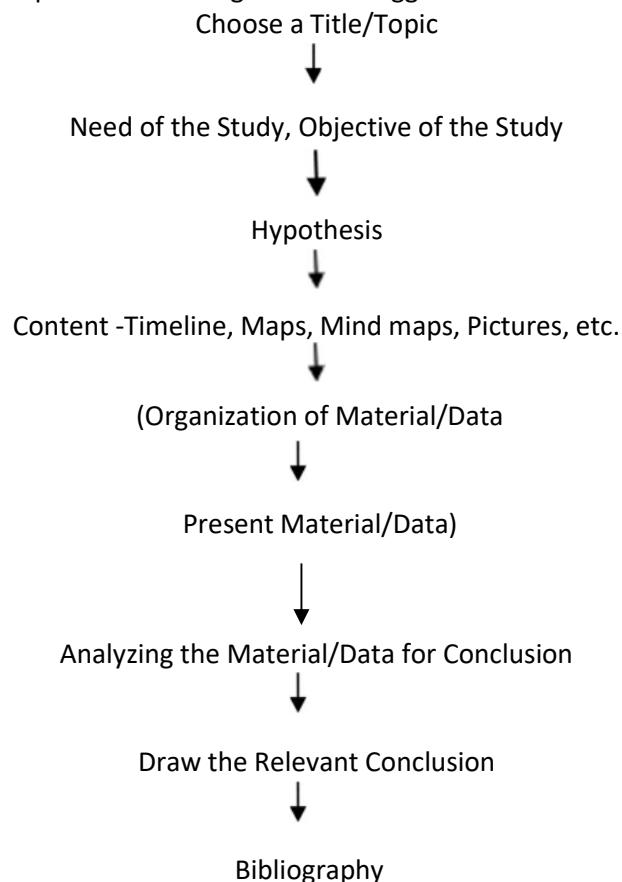 Choose a Title/Topic
Need of the Study, Objective of the Study
Hypothesis
Content -Timeline, Maps, Mind maps, Pictures, etc.
(Organization of Material/Data
Present Material/Data)
Analyzing the Material/Data for Conclusion
Draw the Relevant Conclusion
Bibliography